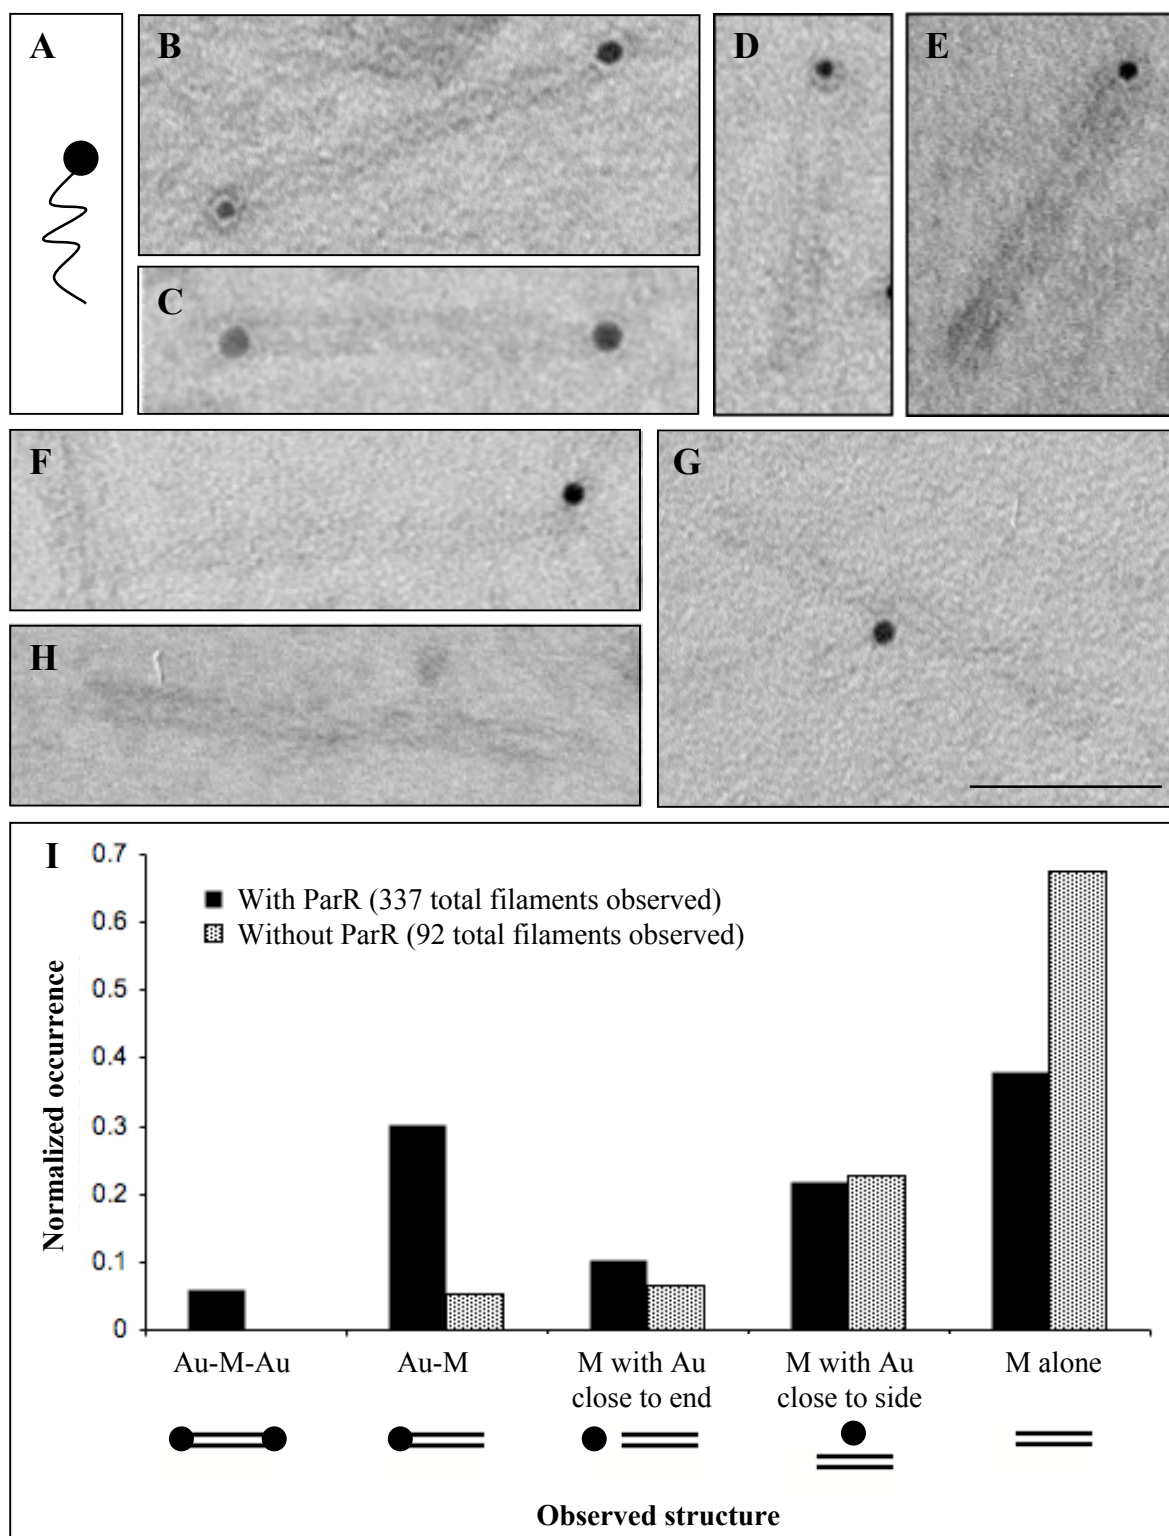 A
B
C
D
E
F
G
H
I
0.7
0.6
0.5
0.4
0.3
0.2
0.1
0
Normalized occurrence
With ParR (337 total filaments observed)
Without ParR (92 total filaments observed)
Au-M-Au
Au-M
M with Au
close to end
M with Au
close to side
M alone
Observed structure